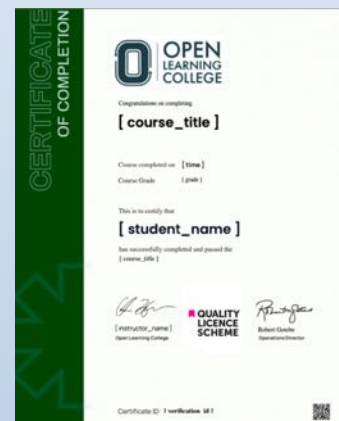 CERTIFICATE
OF COMPLETION
OPEN
LEARNING
COLLEGE
Congratulations on completing
[ course_title ]
Course completed on [ time ]
Course Grade [ grade ]
This is to certify that
[ student_name ]
has successfully completed and passed the
[ course_title ]
[ instructor_name ]
Open Learning College
QUALITY
LICENCE
SCHEME
Robert Gotche
Operations Director
Certificate ID [ verification_id ]